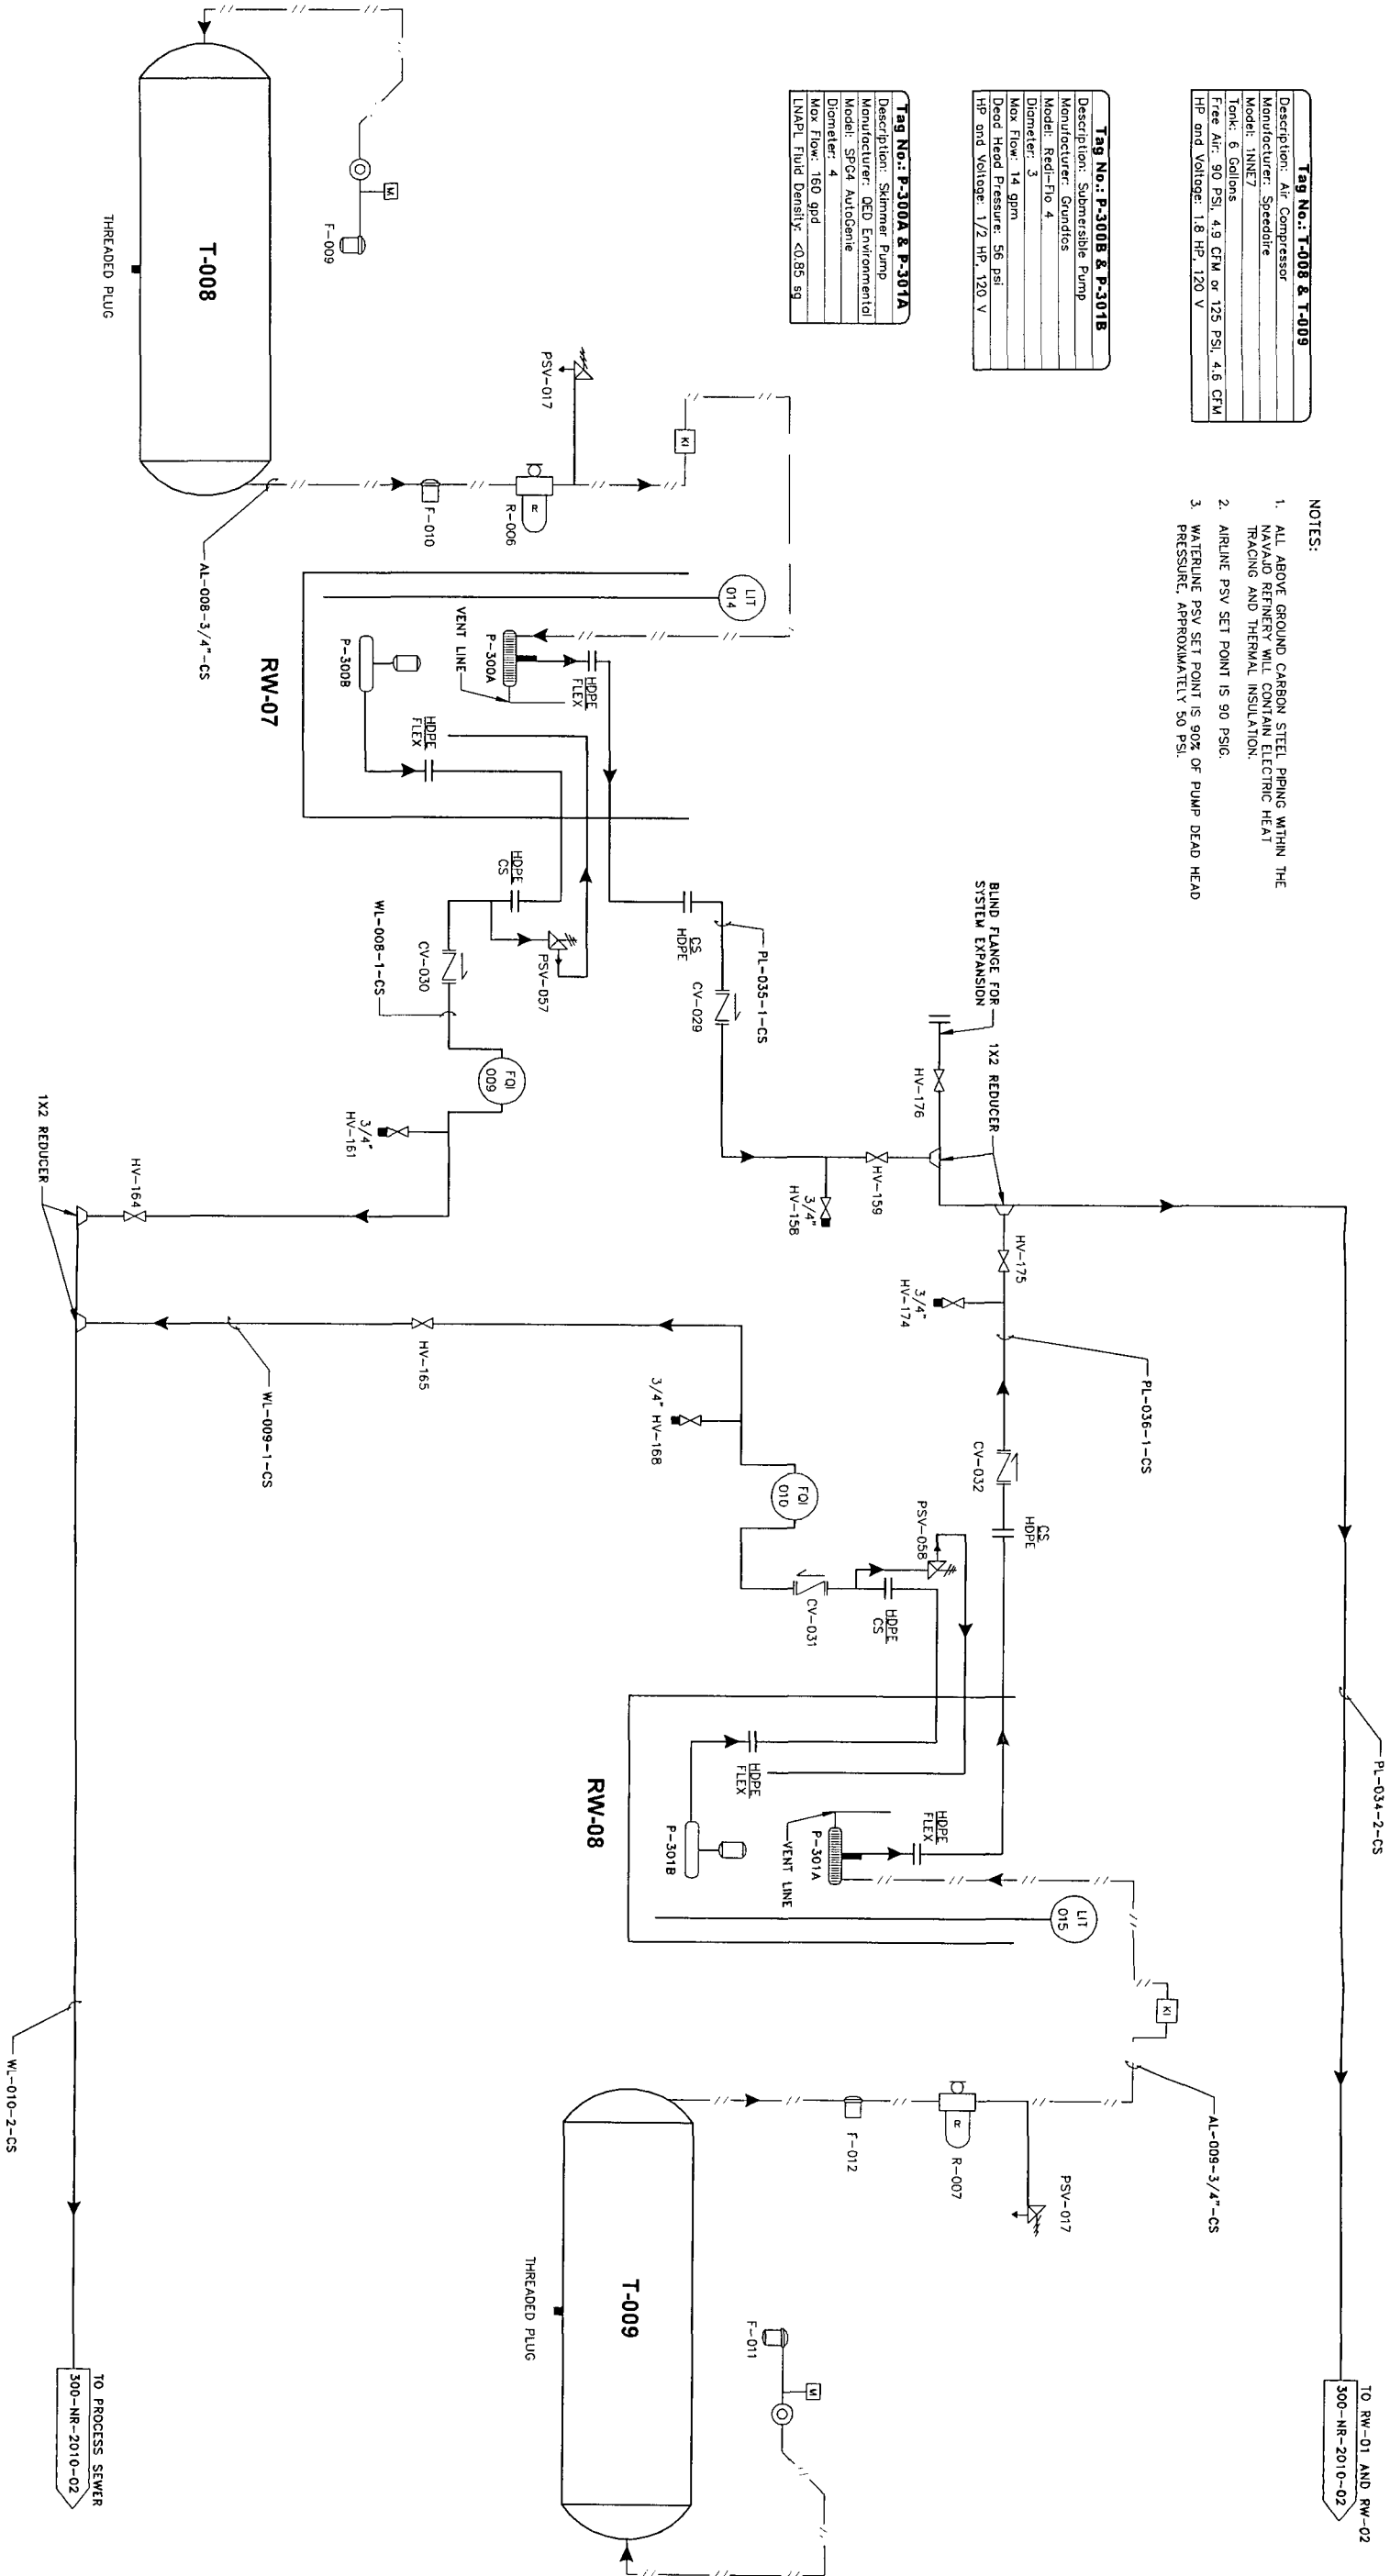 Tag No.: T-008 & T-009
Description: Air Compressor
Manufacturer: Speedaire
Model: 1NNE7
Tank: 6 Gallons
Free Air: 90 PSI, 4.9 CFM or 125 PSI, 4.6 CFM
HP and Voltage: 1.8 HP, 120 V
Tag No.: P-300B & P-301B
Description: Submersible Pump
Manufacturer: Grundfos
Model: Redi-Flo 4
Diameter: 3
Max Flow: 14 gpm
Dead Head Pressure: 56 psi
HP and Voltage: 1/2 HP, 120 V
Tag No.: P-300A & P-301A
Description: Skimmer Pump
Manufacturer: QED Environmental
Model: SPG4 AutoGenie
Diameter: 4
Max Flow: 160 gpd
LNAPL Fluid Density: <0.85 sg
NOTES:
1. ALL ABOVE GROUND CARBON STEEL PIPING WITHIN THE
NAVAJO REFINERY WILL CONTAIN ELECTRIC HEAT
TRACING AND THERMAL INSULATION.
2. AIRLINE PSV SET POINT IS 90 PSIG.
3. WATERLINE PSV SET POINT IS 90% OF PUMP DEAD HEAD
PRESSURE, APPROXIMATELY 50 PSI.
M
F-009
T-008
THREADED PLUG
AL-008-3/4"-CS
F-010
R
R-006
PSV-017
KI
LIT
014
P-300A
VENT LINE
HDPE
FLEX
P-300B
HDPE
FLEX
RW-07
HDPE
CS
PSV-057
CV-030
WL-008-1-CS
FQI
009
3/4"
HV-161
HV-164
1X2 REDUCER
CS
HDPE
PL-035-1-CS
CV-029
BLIND FLANGE FOR
SYSTEM EXPANSION
1X2 REDUCER
HV-176
HV-159
3/4"
HV-158
HV-175
3/4"
HV-174
PL-036-1-CS
CV-032
CS
HDPE
PL-034-2-CS
HV-165
WL-009-1-CS
3/4" HV-168
FQI
010
PSV-058
CV-031
HDPE
CS
HDPE
FLEX
P-301B
RW-08
HDPE
FLEX
P-301A
VENT LINE
LIT
015
KI
AL-009-3/4"-CS
F-012
R
R-007
PSV-017
T-009
THREADED PLUG
M
F-011
WL-010-2-CS
TO RW-01 AND RW-02
300-NR-2010-02
TO PROCESS SEWER
300-NR-2010-02